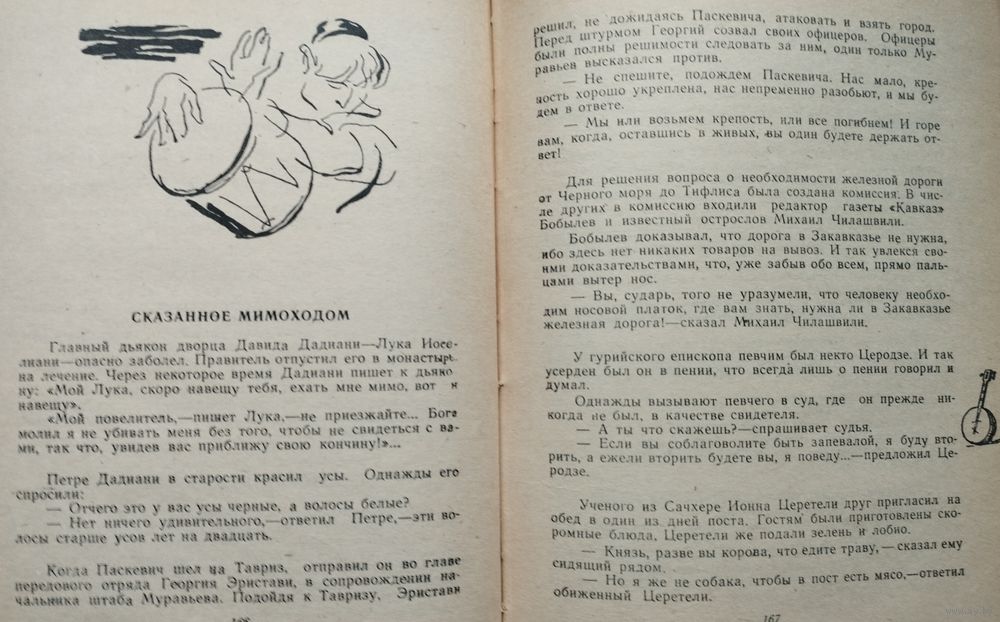 СКАЗАННОЕ МИМОХОДОМ
Главный дьякон дворца Давида Дадиани—Лука Иосе-
лиани—опасно заболел. Правитель отпустил его в монастырь
на лечение. Через некоторое время Дадиани пишет к дьяко-
ну: «Мой Лука, скоро навещу тебя, ехать мне мимо, вот и
навещу».
«Мой повелитель,—пишет Лука,—не приезжайте... Бога
молил я не убивать меня без того, чтобы не свидеться с ва-
ми, так что, увидев вас приближу свою кончину!»...
Петре Дадиани в старости красил усы. Однажды его
спросили:
— Отчего это у вас усы черные, а волосы белые?
— Нет ничего удивительного,—ответил Петре,—эти во-
лосы старше усов лет на двадцать.
Когда Паскевич шел на Тавриз, отправил он во главе
передового отряда Георгия Эристави, в сопровождении на-
чальника штаба Муравьева. Подойдя к Тавризу, Эристави
решил, не дожидаясь Паскевича, атаковать и взять город.
Перед штурмом Георгий созвал своих офицеров. Офицеры
были полны решимости следовать за ним, один только Му-
равьев высказался против.
— Не спешите, подождем Паскевича. Нас мало, кре-
пость хорошо укреплена, нас непременно разобьют, и мы бу-
дем в ответе.
— Мы или возьмем крепость, или все погибнем! И горе
вам, когда, оставшись в живых, вы один будете держать от-
вет!
Для решения вопроса о необходимости железной дороги
от Черного моря до Тифлиса была создана комиссия. В чис-
ле других в комиссию входили редактор газеты «Кавказ»
Бобылев и известный острослов Михаил Чилашвили.
Бобылев доказывал, что дорога в Закавказье не нужна,
ибо здесь нет никаких товаров на вывоз. И так увлекся сво-
ими доказательствами, что, уже забыв обо всем, прямо паль-
цами вытер нос.
— Вы, сударь, того не уразумели, что человеку необхо-
дим носовой платок, где вам знать, нужна ли в Закавказье
железная дорога!—сказал Михаил Чилашвили.
У гурийского епископа певчим был некто Церодзе. И так
усерден был он в пении, что всегда лишь о пении говорил и
думал.
Однажды вызывают певчего в суд, где он прежде ни-
когда не был, в качестве свидетеля.
— А ты что скажешь?—спрашивает судья.
— Если вы соблаговолите быть запевалой, я буду вто-
рить, а ежели вторить будете вы, я поведу...—предложил Це-
родзе.
Ученого из Сачхере Ионна Церетели друг пригласил на
обед в один из дней поста. Гостям были приготовлены ско-
ромные блюда, Церетели же подали зелень и лобио.
— Князь, разве вы корова, что едите траву,—сказал ему
сидящий рядом.
— Но я же не собака, чтобы в пост есть мясо,—ответил
обиженный Церетели.
167